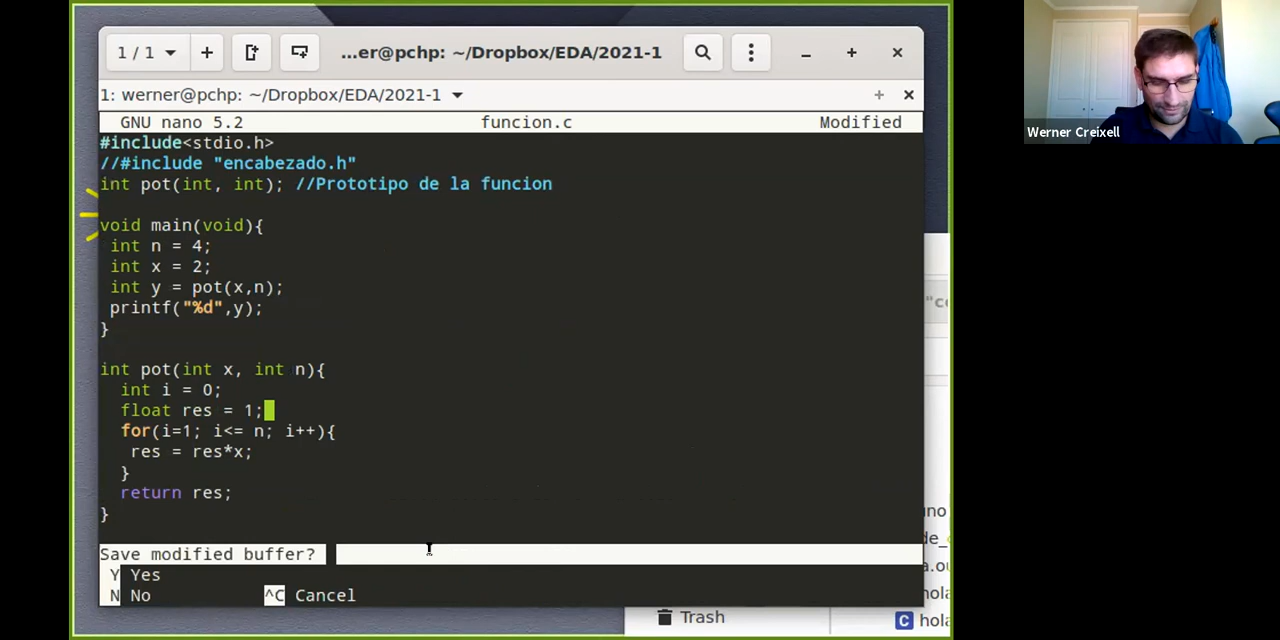 1 / 1
…er@pchp: ~/Dropbox/EDA/2021-1
1: werner@pchp: ~/Dropbox/EDA/2021-1
GNU nano 5.2 funcion.c Modified
#include<stdio.h>
//#include "encabezado.h"
int pot(int, int); //Prototipo de la funcion
void main(void){
int n = 4;
int x = 2;
int y = pot(x,n);
printf("%d",y);
}
int pot(int x, int n){
int i = 0;
float res = 1;
for(i=1; i<= n; i++){
res = res*x;
}
return res;
}
Save modified buffer?
Y Yes
N No ^C Cancel
Trash
C
Werner Creixell